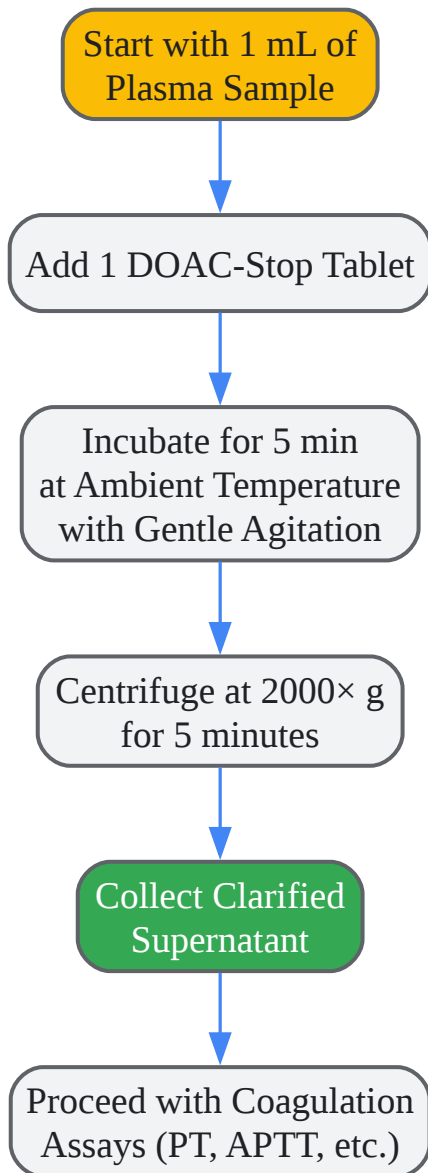 Start with 1 mL of
Plasma Sample
Add 1 DOAC-Stop Tablet
Incubate for 5 min
at Ambient Temperature
with Gentle Agitation
Centrifuge at 2000× g
for 5 minutes
Collect Clarified
Supernatant
Proceed with Coagulation
Assays (PT, APTT, etc.)